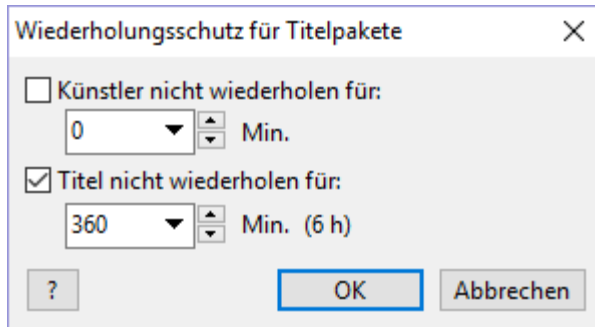 Wiederholungsschutz für Titelpakete
Künstler nicht wiederholen für:
0 Min.
Titel nicht wiederholen für:
360 Min. (6 h)
? OK Abbrechen